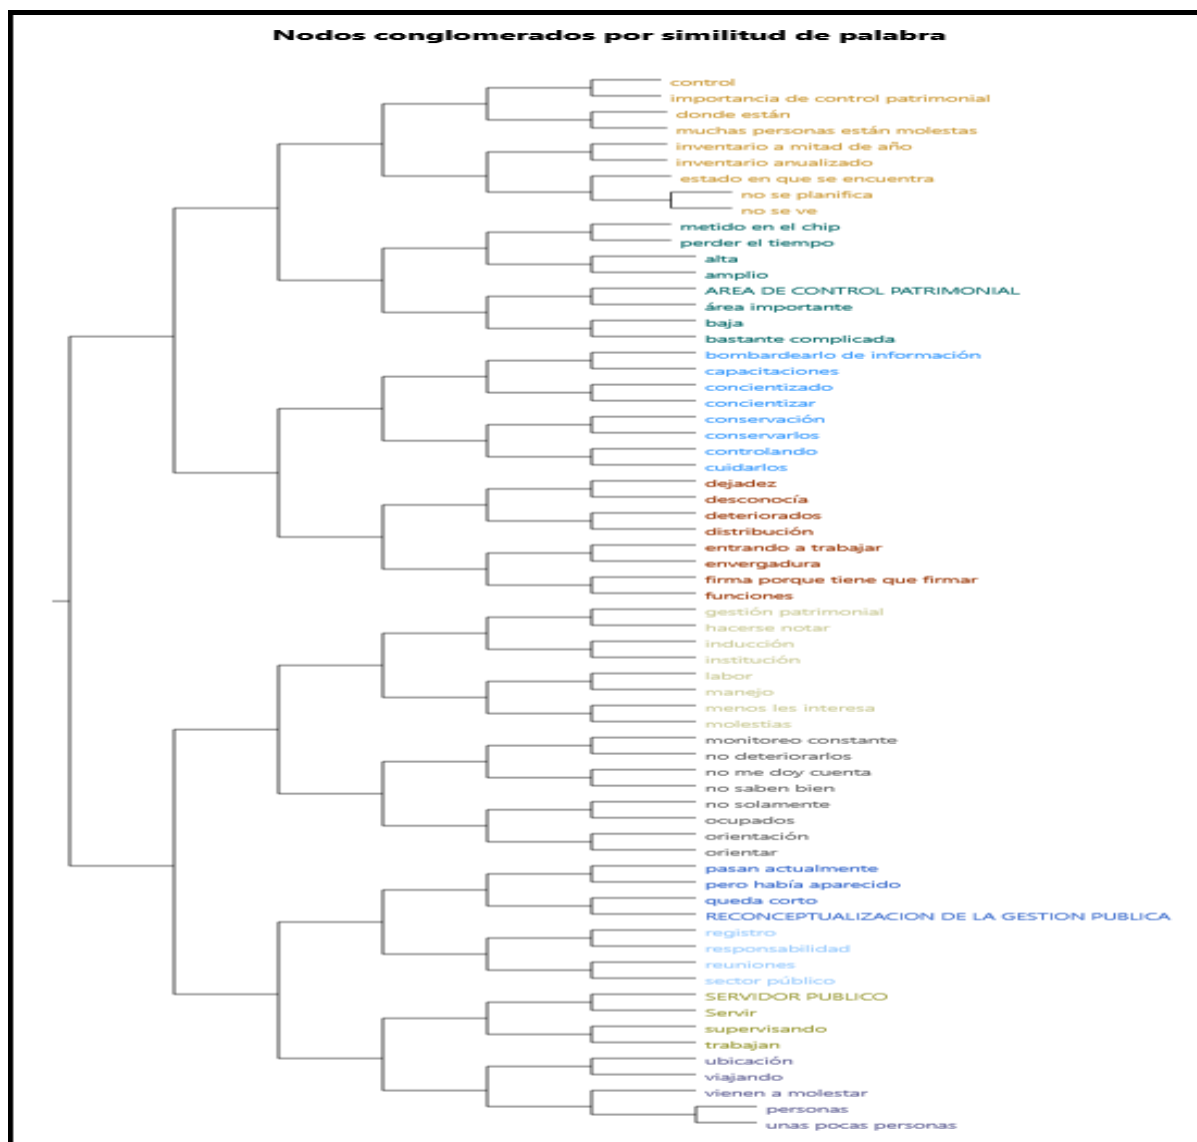 Nodos conglomerados por similitud de palabra
control
importancia de control patrimonial
donde están
muchas personas están molestas
inventario a mitad de año
inventario anualizado
estado en que se encuentra
no se planifica
no se ve
metido en el chip
perder el tiempo
alta
amplio
AREA DE CONTROL PATRIMONIAL
área importante
baja
bastante complicada
bombardearlo de información
capacitaciones
concientizado
concientizar
conservación
conservarlos
controlando
cuidarlos
dejadez
desconocía
deteriorados
distribución
entrando a trabajar
envergadura
firma porque tiene que firmar
funciones
gestión patrimonial
hacerse notar
inducción
institución
labor
manejo
menos les interesa
molestias
monitoreo constante
no deteriorarlos
no me doy cuenta
no saben bien
no solamente
ocupados
orientación
orientar
pasan actualmente
pero había aparecido
queda corto
RECONCEPTUALIZACION DE LA GESTION PUBLICA
registro
responsabilidad
reuniones
sector público
SERVIDOR PUBLICO
Servir
supervisando
trabajan
ubicación
viajando
vienen a molestar
personas
unas pocas personas